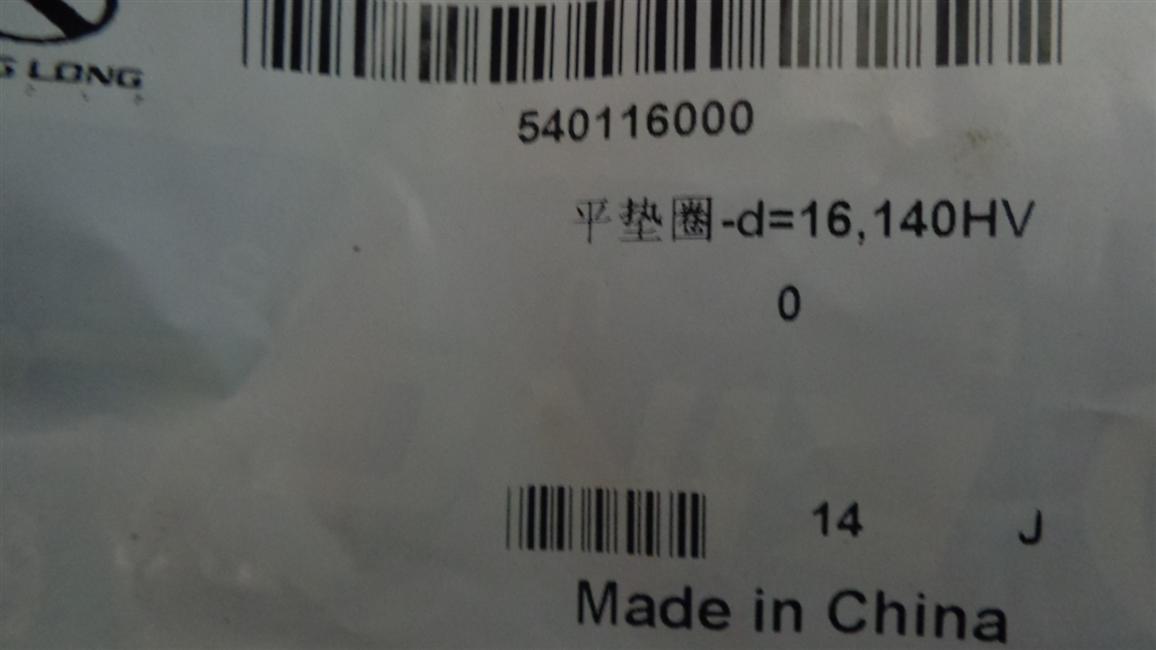 G LONG
540116000
平垫圈-d=16,140HV
0
14 J
Made in China